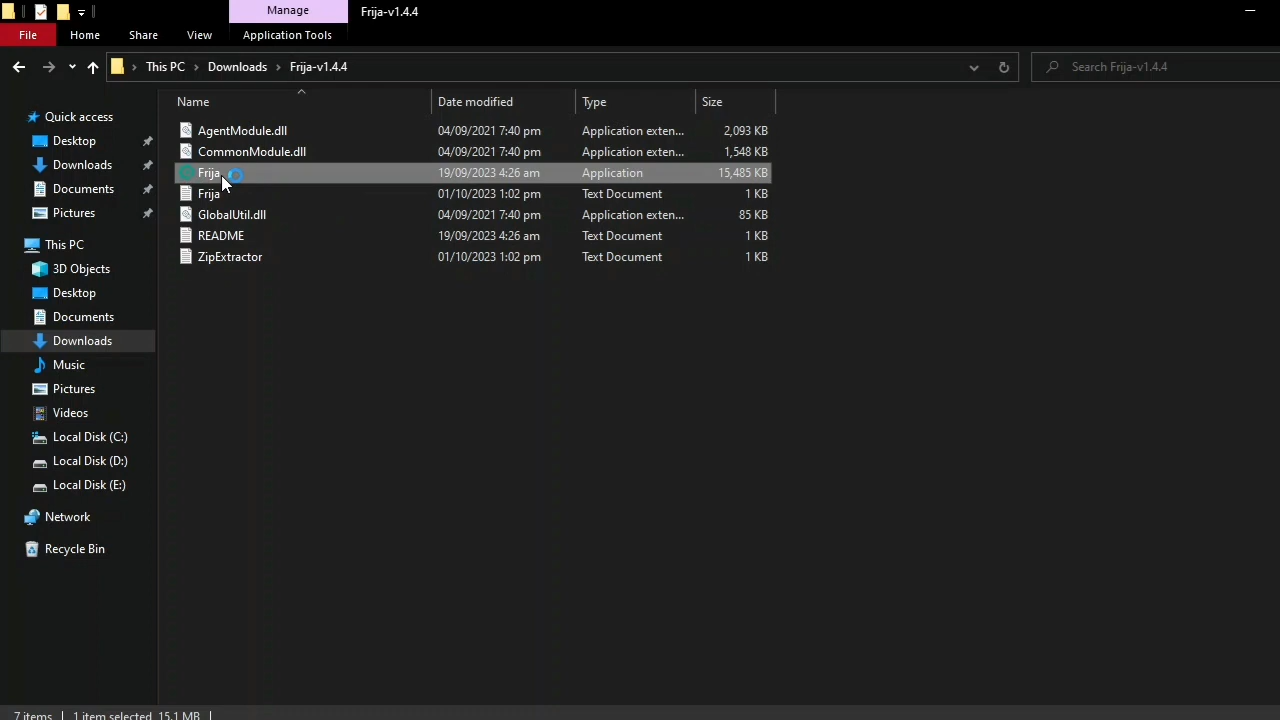 Manage
Frija-v1.4.4
File Home Share View Application Tools
This PC Downloads Frija-v1.4.4
Search Frija-v1.4.4
Name Date modified Type Size
AgentModule.dll 04/09/2021 7:40 pm Application exten... 2,093 KB
CommonModule.dll 04/09/2021 7:40 pm Application exten... 1,548 KB
Frija 19/09/2023 4:26 am Application 15,485 KB
Frija 01/10/2023 1:02 pm Text Document 1 KB
GlobalUtil.dll 04/09/2021 7:40 pm Application exten... 85 KB
README 19/09/2023 4:26 am Text Document 1 KB
ZipExtractor 01/10/2023 1:02 pm Text Document 1 KB
Quick access
Desktop
Downloads
Documents
Pictures
This PC
3D Objects
Desktop
Documents
Downloads
Music
Pictures
Videos
Local Disk (C:)
Local Disk (D:)
Local Disk (E:)
Network
Recycle Bin
7 items 1 item selected 15.1 MB